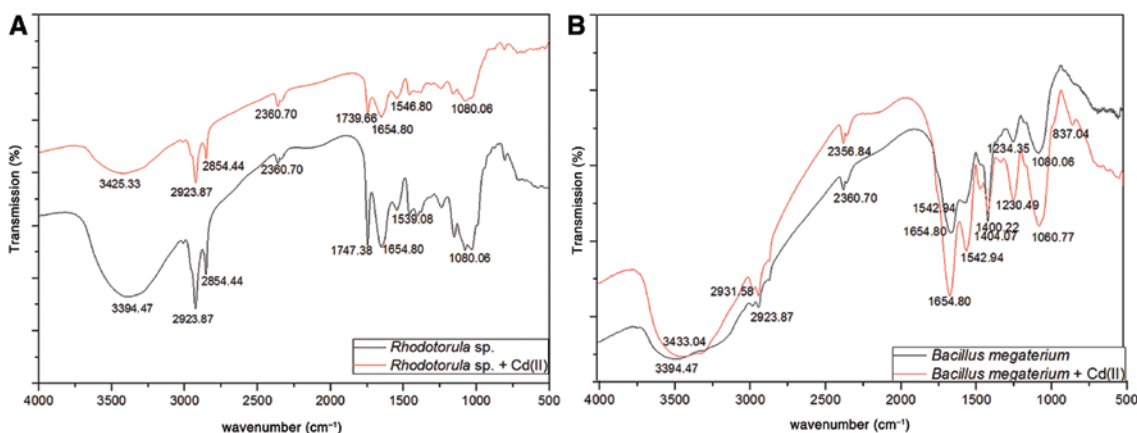 A
Transmission (%)
2360.70
1739.66
1654.80
1546.80
1080.06
3425.33
2923.87
2854.44
2360.70
1747.38
1654.80
1539.08
1080.06
3394.47
2923.87
2854.44
Rhodotorula sp.
Rhodotorula sp. + Cd(II)
4000 3500 3000 2500 2000 1500 1000 500
wavenumber (cm⁻¹)
B
Transmission (%)
2356.84
2360.70
1234.35
837.04
1080.06
1542.94
1654.80
1400.22
1404.07
1230.49
1060.77
1542.94
1654.80
2931.58
2923.87
3433.04
3394.47
Bacillus megaterium
Bacillus megaterium + Cd(II)
4000 3500 3000 2500 2000 1500 1000 500
wavenumber (cm⁻¹)